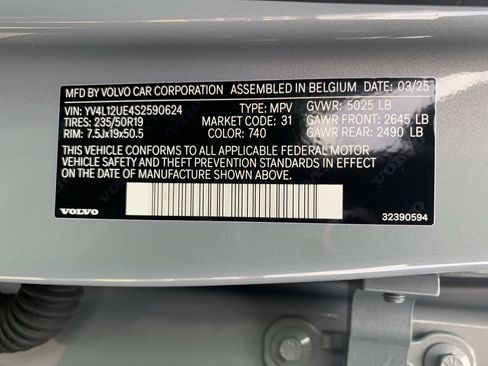 MFD BY VOLVO CAR CORPORATION ASSEMBLED IN BELGIUM DATE: 03/25
VIN: YV4L12UE4S2590624 TYPE: MPV GVWR: 5025 LB
TIRES: 235/50R19 MARKET CODE: 31 GAWR FRONT: 2645 LB
RIM: 7.5Jx19x50.5 COLOR: 740 GAWR REAR: 2490 LB
THIS VEHICLE CONFORMS TO ALL APPLICABLE FEDERAL MOTOR
VEHICLE SAFETY AND THEFT PREVENTION STANDARDS IN EFFECT
ON THE DATE OF MANUFACTURE SHOWN ABOVE.
VOLVO 32390594